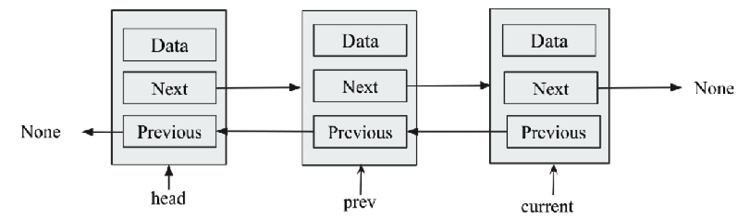 Data
Data
Data
Next
Next
Next
None
None
Previous
Previous
Previous
head
prev
current